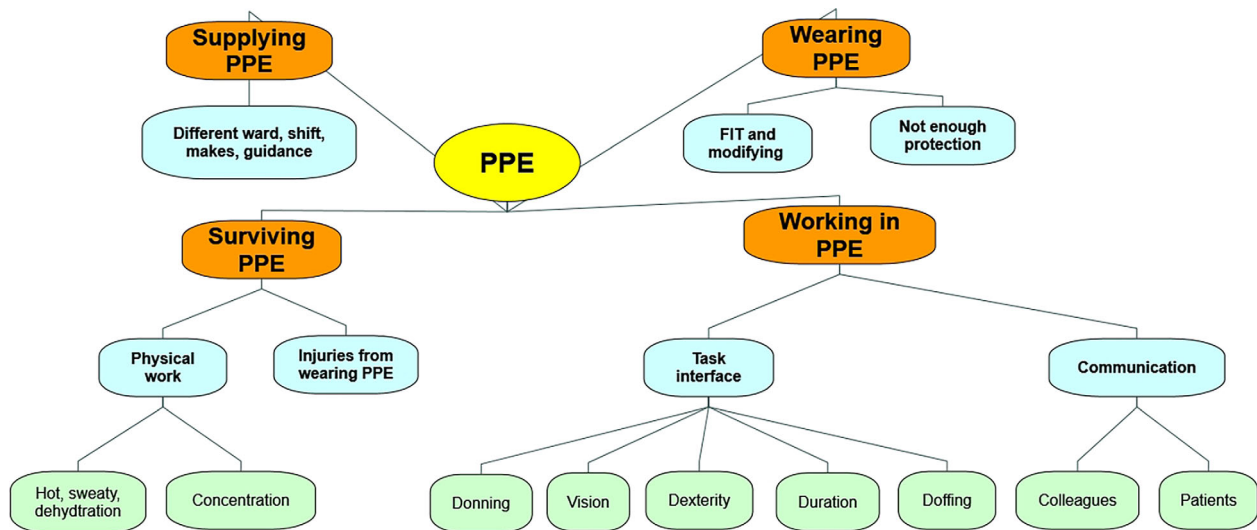 Supplying
PPE
Wearing
PPE
Different ward, shift,
makes, guidance
PPE
FIT and
modifying
Not enough
protection
Surviving
PPE
Working in
PPE
Physical
work
Injuries from
wearing PPE
Task
interface
Communication
Hot, sweaty,
dehydtration
Concentration
Donning
Vision
Dexterity
Duration
Doffing
Colleagues
Patients